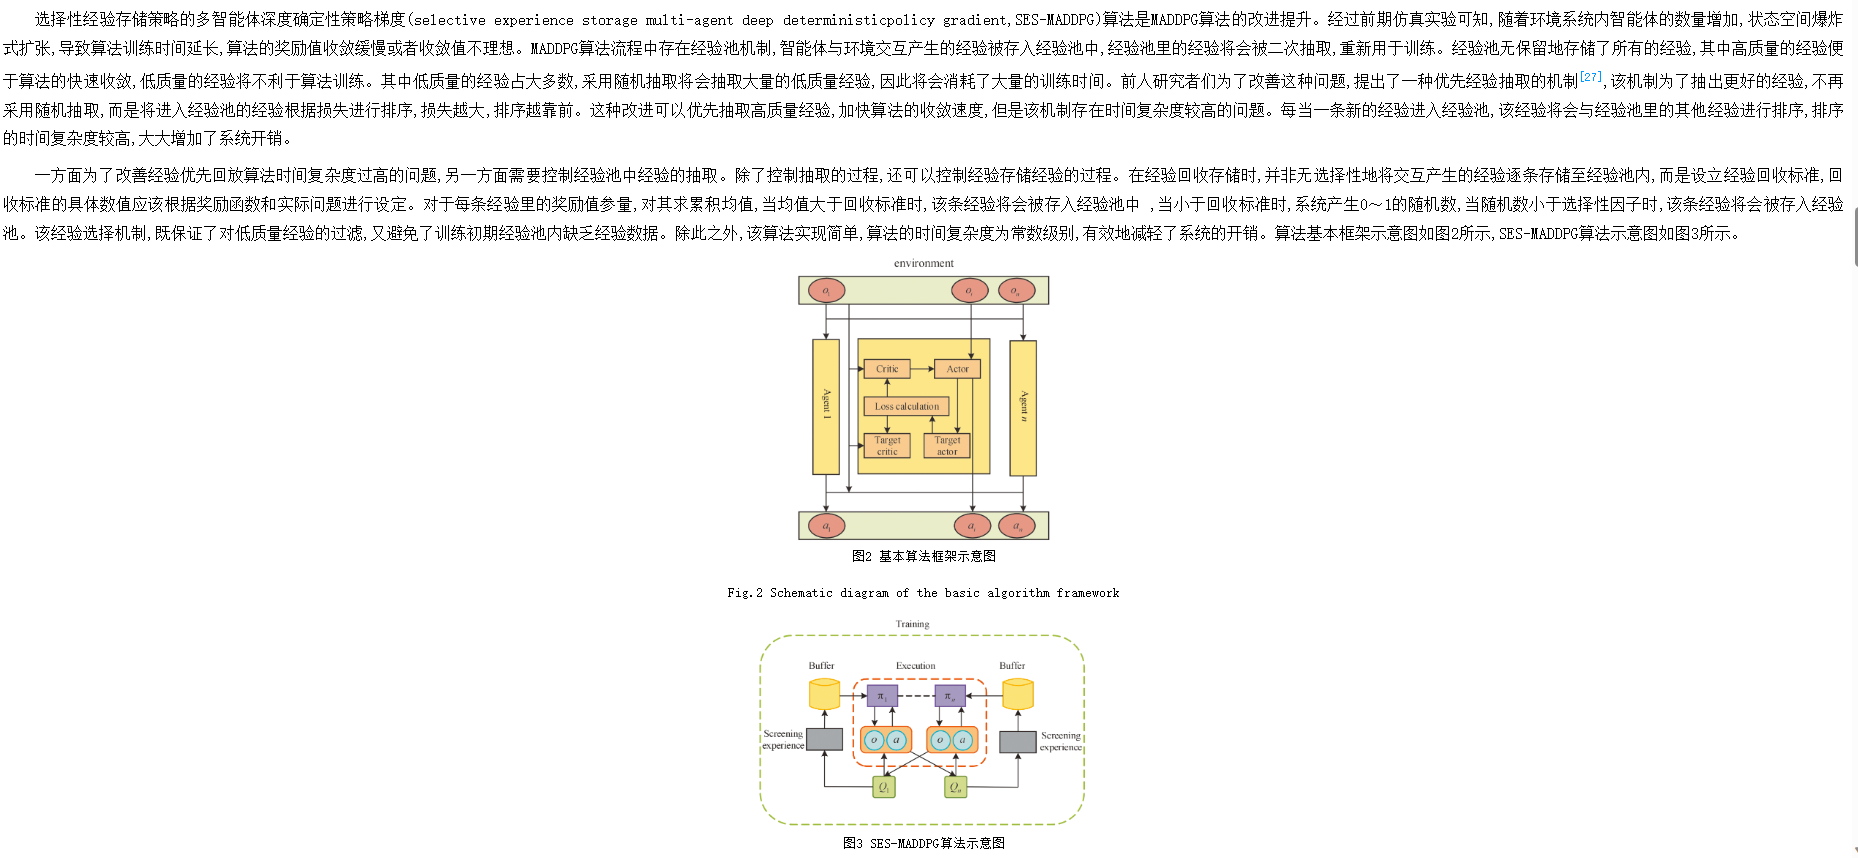 选择性经验存储策略的多智能体深度确定性策略梯度(selective experience storage multi-agent deep deterministicpolicy gradient,SES-MADDPG)算法是MADDPG算法的改进提升。经过前期仿真实验可知,随着环境系统内智能体的数量增加,状态空间爆炸
式扩张,导致算法训练时间延长,算法的奖励值收敛缓慢或者收敛值不理想。MADDPG算法流程中存在经验池机制,智能体与环境交互产生的经验被存入经验池中,经验池里的经验将会被二次抽取,重新用于训练。经验池无保留地存储了所有的经验,其中高质量的经验便
于算法的快速收敛,低质量的经验将不利于算法训练。其中低质量的经验占大多数,采用随机抽取将会抽取大量的低质量经验,因此将会消耗了大量的训练时间。前人研究者们为了改善这种问题,提出了一种优先经验抽取的机制[27],该机制为了抽出更好的经验,不再
采用随机抽取,而是将进入经验池的经验根据损失进行排序,损失越大,排序越靠前。这种改进可以优先抽取高质量经验,加快算法的收敛速度,但是该机制存在时间复杂度较高的问题。每当一条新的经验进入经验池,该经验将会与经验池里的其他经验进行排序,排序
的时间复杂度较高,大大增加了系统开销。
一方面为了改善经验优先回放算法时间复杂度过高的问题,另一方面需要控制经验池中经验的抽取。除了控制抽取的过程,还可以控制经验存储经验的过程。在经验回收存储时,并非无选择性地将交互产生的经验逐条存储至经验池内,而是设立经验回收标准,回
收标准的具体数值应该根据奖励函数和实际问题进行设定。对于每条经验里的奖励值参量,对其求累积均值,当均值大于回收标准时,该条经验将会被存入经验池中 ,当小于回收标准时,系统产生0～1的随机数,当随机数小于选择性因子时,该条经验将会被存入经验
池。该经验选择机制,既保证了对低质量经验的过滤,又避免了训练初期经验池内缺乏经验数据。除此之外,该算法实现简单,算法的时间复杂度为常数级别,有效地减轻了系统的开销。算法基本框架示意图如图2所示,SES-MADDPG算法示意图如图3所示。
environment
o1 oi on
Critic Actor
Agent 1
Loss calculation
Agent n
Target
critic
Target
actor
a1 ai an
图2 基本算法框架示意图
Fig.2 Schematic diagram of the basic algorithm framework
Training
Buffer Execution Buffer
π1 πn
Screening
experience
o a o a
Screening
experience
Q1 Qn
图3 SES-MADDPG算法示意图